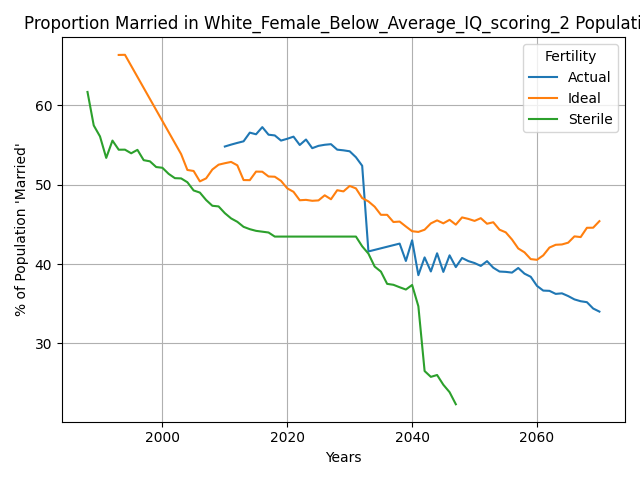 Proportion Married in White_Female_Below_Average_IQ_scoring_2 Populati
Fertility
Actual
Ideal
Sterile
% of Population 'Married'
60
50
40
30
2000 2020 2040 2060
Years